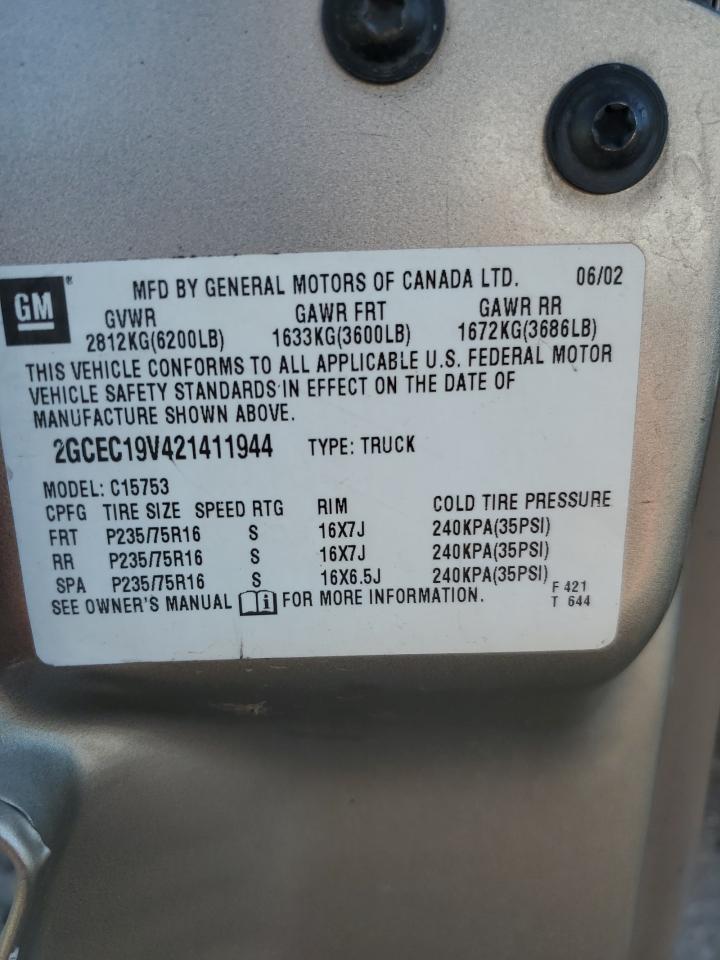 GM® MFD BY GENERAL MOTORS OF CANADA LTD. 06/02
GVWR GAWR FRT GAWR RR
2812KG(6200LB) 1633KG(3600LB) 1672KG(3686LB)
THIS VEHICLE CONFORMS TO ALL APPLICABLE U.S. FEDERAL MOTOR
VEHICLE SAFETY STANDARDS IN EFFECT ON THE DATE OF
MANUFACTURE SHOWN ABOVE.
2GCEC19V421411944 TYPE: TRUCK
MODEL: C15753
CPFG TIRE SIZE SPEED RTG RIM COLD TIRE PRESSURE
FRT P235/75R16 S 16X7J 240KPA(35PSI)
RR P235/75R16 S 16X7J 240KPA(35PSI)
SPA P235/75R16 S 16X6.5J 240KPA(35PSI)
SEE OWNER'S MANUAL i FOR MORE INFORMATION. F 421
T 644